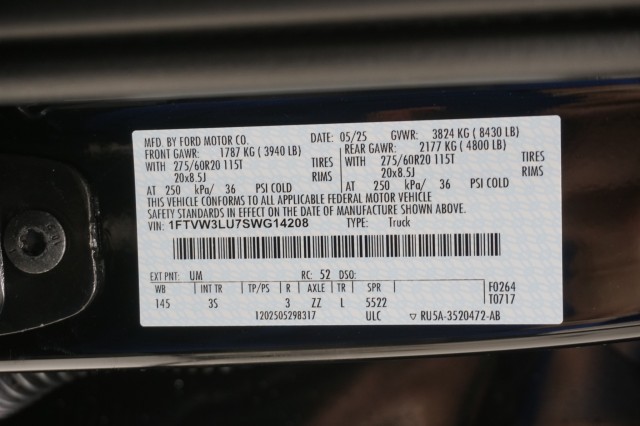 MFD. BY FORD MOTOR CO. DATE: 05/25 GVWR: 3824 KG ( 8430 LB)
FRONT GAWR: 1787 KG ( 3940 LB) REAR GAWR: 2177 KG ( 4800 LB)
WITH 275/60R20 115T TIRES WITH 275/60R20 115T TIRES
20x8.5J RIMS 20x8.5J RIMS
AT 250 kPa/ 36 PSI COLD AT 250 kPa/ 36 PSI COLD
THIS VEHICLE CONFORMS TO ALL APPLICABLE FEDERAL MOTOR VEHICLE
SAFETY STANDARDS IN EFFECT ON THE DATE OF MANUFACTURE SHOWN ABOVE.
VIN: 1FTVW3LU7SWG14208 TYPE: Truck
EXT PNT: UM RC: 52 DSO:
WB INT TR TP/PS R AXLE TR SPR F0264
145 3S 3 ZZ L 5522 T0717
1202505298317 ULC ▽ RU5A-3520472-AB